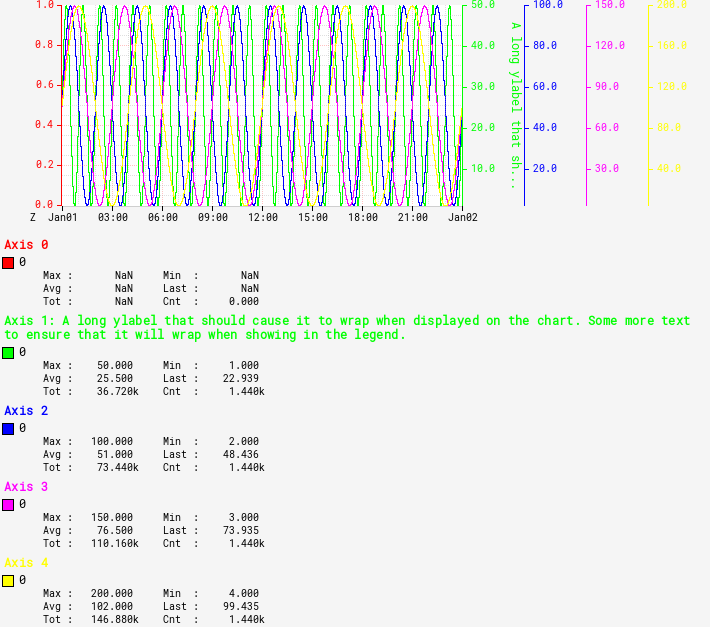 1.0 50.0 100.0 150.0 200.0
0.8 40.0 80.0 120.0 160.0
0.6 30.0 60.0 90.0 120.0
0.4 20.0 40.0 60.0 80.0
0.2 10.0 20.0 30.0 40.0
0.0
A long ylabel that sh...
Z Jan01 03:00 06:00 09:00 12:00 15:00 18:00 21:00 Jan02
Axis 0
0
Max : NaN Min : NaN
Avg : NaN Last : NaN
Tot : NaN Cnt : 0.000
Axis 1: A long ylabel that should cause it to wrap when displayed on the chart. Some more text
to ensure that it will wrap when showing in the legend.
0
Max : 50.000 Min : 1.000
Avg : 25.500 Last : 22.939
Tot : 36.720k Cnt : 1.440k
Axis 2
0
Max : 100.000 Min : 2.000
Avg : 51.000 Last : 48.436
Tot : 73.440k Cnt : 1.440k
Axis 3
0
Max : 150.000 Min : 3.000
Avg : 76.500 Last : 73.935
Tot : 110.160k Cnt : 1.440k
Axis 4
0
Max : 200.000 Min : 4.000
Avg : 102.000 Last : 99.435
Tot : 146.880k Cnt : 1.440k